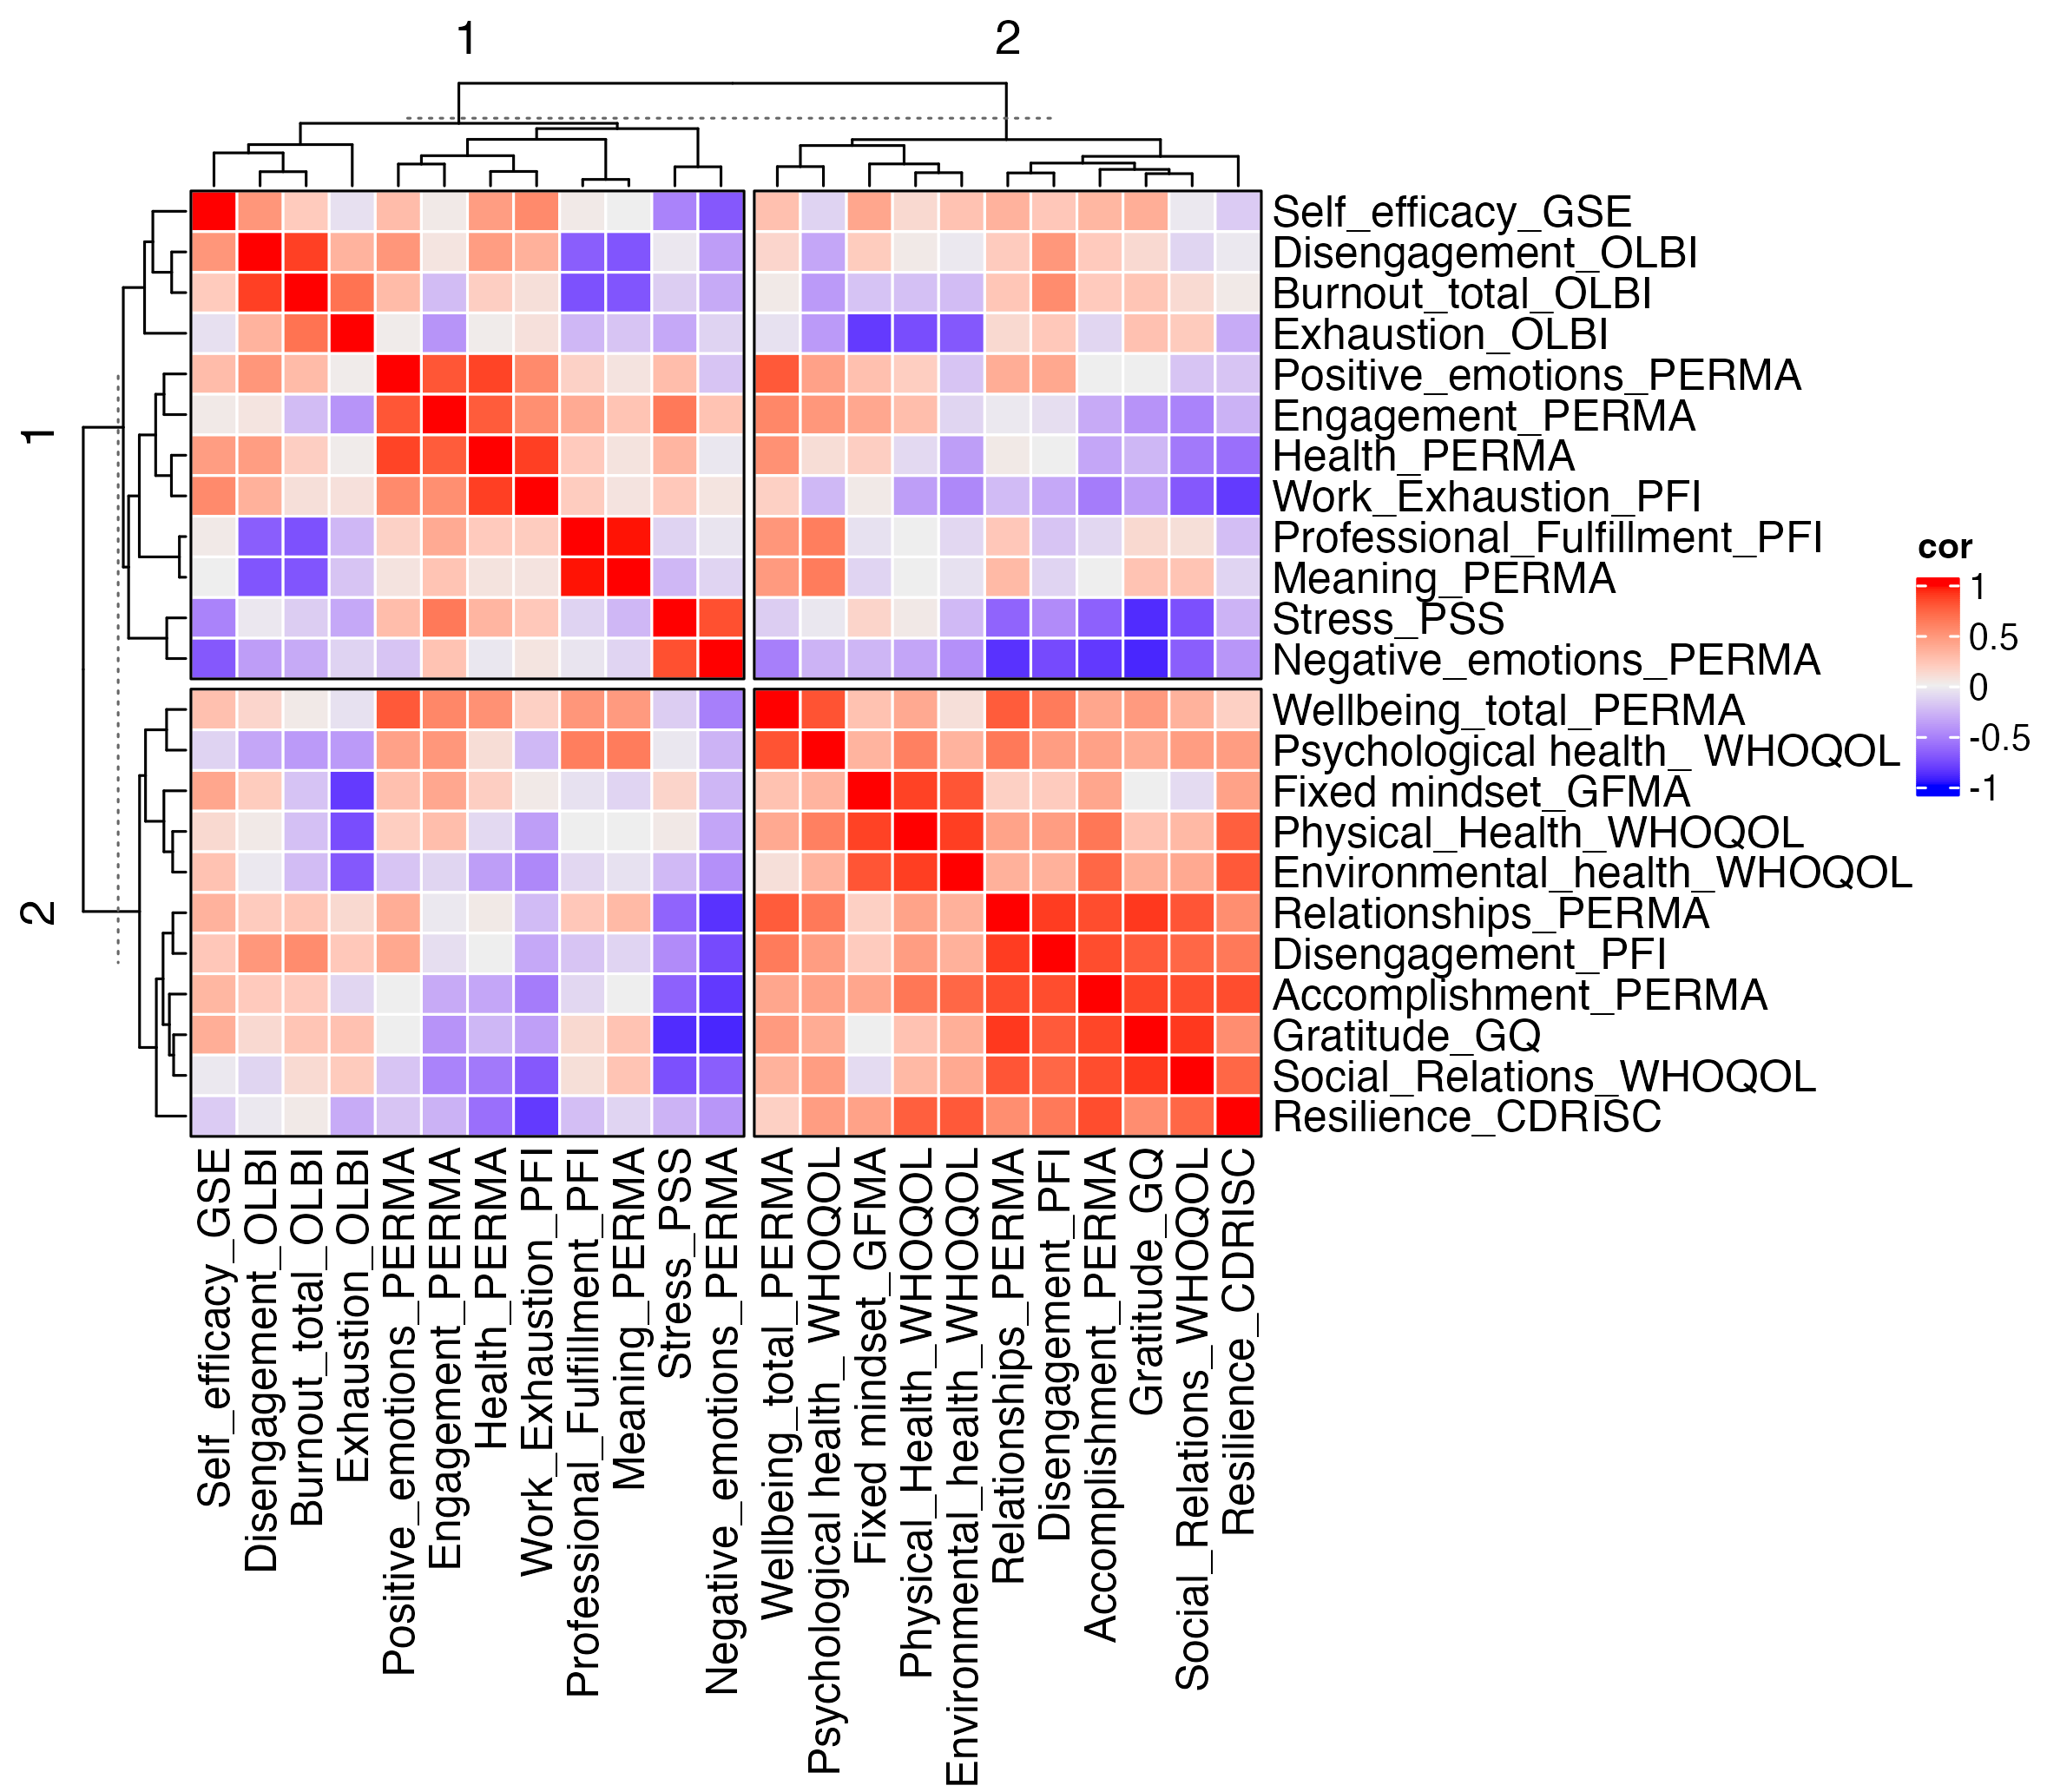 1
2
1
2
Self_efficacy_GSE
Disengagement_OLBI
Burnout_total_OLBI
Exhaustion_OLBI
Positive_emotions_PERMA
Engagement_PERMA
Health_PERMA
Work_Exhaustion_PFI
Professional_Fulfillment_PFI
Meaning_PERMA
Stress_PSS
Negative_emotions_PERMA
Wellbeing_total_PERMA
Psychological health_ WHOQOL
Fixed mindset_GFMA
Physical_Health_WHOQOL
Environmental_health_WHOQOL
Relationships_PERMA
Disengagement_PFI
Accomplishment_PERMA
Gratitude_GQ
Social_Relations_WHOQOL
Resilience_CDRISC
cor
1
0.5
0
-0.5
-1
Self_efficacy_GSE
Disengagement_OLBI
Burnout_total_OLBI
Exhaustion_OLBI
Positive_emotions_PERMA
Engagement_PERMA
Health_PERMA
Work_Exhaustion_PFI
Professional_Fulfillment_PFI
Meaning_PERMA
Stress_PSS
Negative_emotions_PERMA
Wellbeing_total_PERMA
Psychological health_ WHOQOL
Fixed mindset_GFMA
Physical_Health_WHOQOL
Environmental_health_WHOQOL
Relationships_PERMA
Disengagement_PFI
Accomplishment_PERMA
Gratitude_GQ
Social_Relations_WHOQOL
Resilience_CDRISC